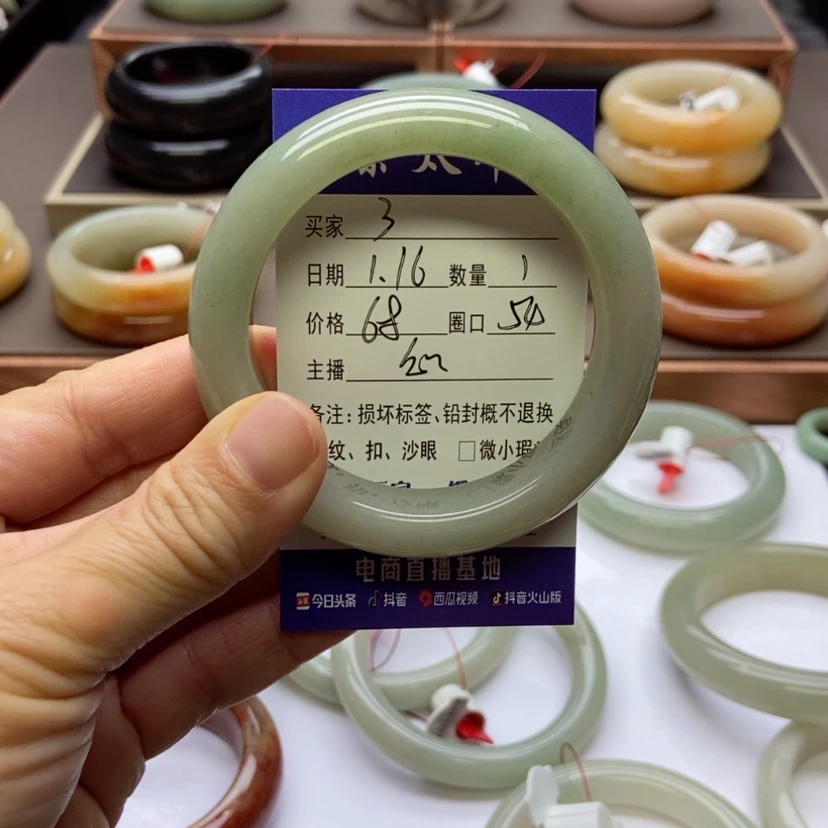 买家 3
日期 1.16 数量 1
价格 68 圈口 54
主播
备注: 损坏标签、铅封概不退换
纹、扣、沙眼 □微小瑕
电商直播基地
头条 今日头条 抖音 西瓜视频 抖音火山版